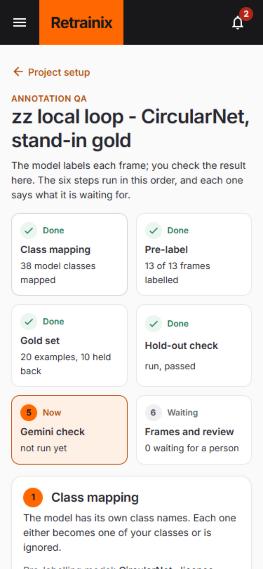 Retrainix
2
← Project setup
ANNOTATION QA
zz local loop - CircularNet,
stand-in gold
The model labels each frame; you check the result
here. The six steps run in this order, and each one
says what it is waiting for.
Done
Class mapping
38 model classes
mapped
Done
Pre-label
13 of 13 frames
labelled
Done
Gold set
20 examples, 10 held
back
Done
Hold-out check
run, passed
5 Now
Gemini check
not run yet
6 Waiting
Frames and review
0 waiting for a person
1 Class mapping
The model has its own class names. Each one
either becomes one of your classes or is
ignored.